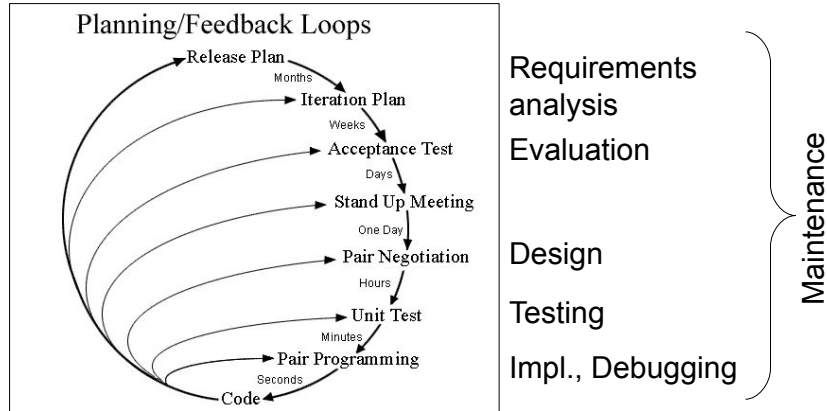 Planning/Feedback Loops
Release Plan
Months
Iteration Plan
Weeks
Acceptance Test
Days
Stand Up Meeting
One Day
Pair Negotiation
Hours
Unit Test
Minutes
Pair Programming
Seconds
Code
Requirements
analysis
Evaluation
Design
Testing
Impl., Debugging
Maintenance